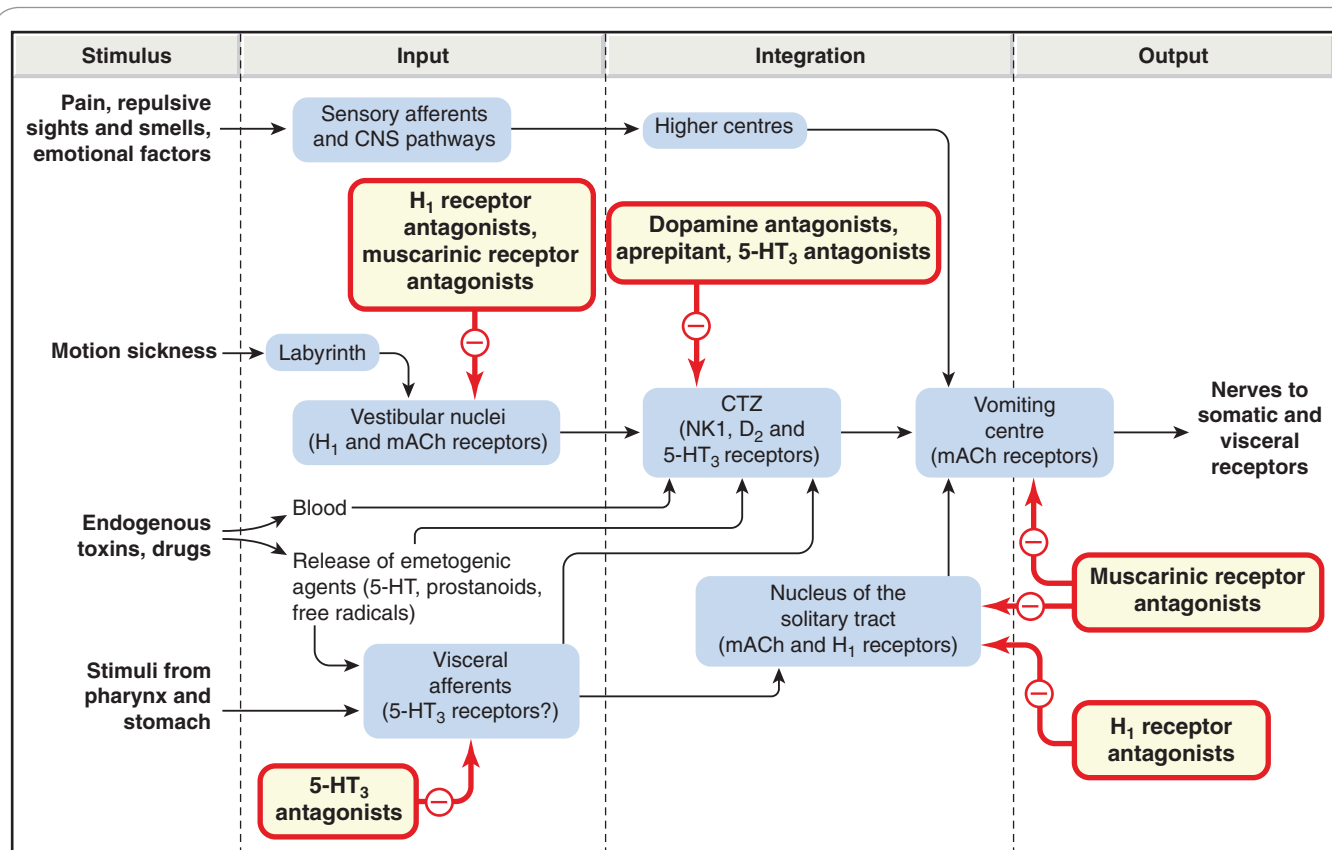 Stimulus
Input
Integration
Output
Pain, repulsive
sights and smells,
emotional factors
Sensory afferents
and CNS pathways
Higher centres
H₁ receptor
antagonists,
muscarinic receptor
antagonists
Dopamine antagonists,
aprepitant, 5-HT₃ antagonists
Motion sickness
Labyrinth
Vestibular nuclei
(H₁ and mACh receptors)
CTZ
(NK1, D₂ and
5-HT₃ receptors)
Vomiting
centre
(mACh receptors)
Nerves to
somatic and
visceral
receptors
Endogenous
toxins, drugs
Blood
Release of emetogenic
agents (5-HT, prostanoids,
free radicals)
Nucleus of the
solitary tract
(mACh and H₁ receptors)
Muscarinic receptor
antagonists
Stimuli from
pharynx and
stomach
Visceral
afferents
(5-HT₃ receptors?)
H₁ receptor
antagonists
5-HT₃
antagonists